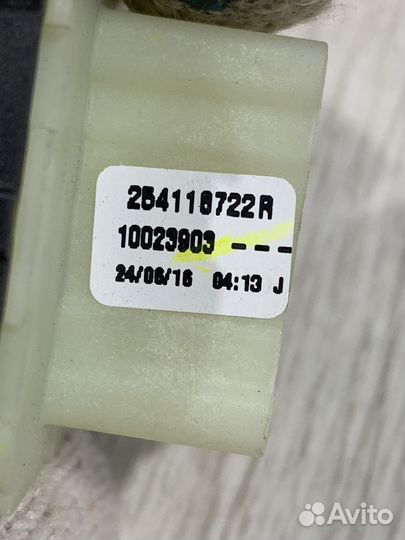 254118722R
10023903 ---
24/06/16 04:13 J
Avito